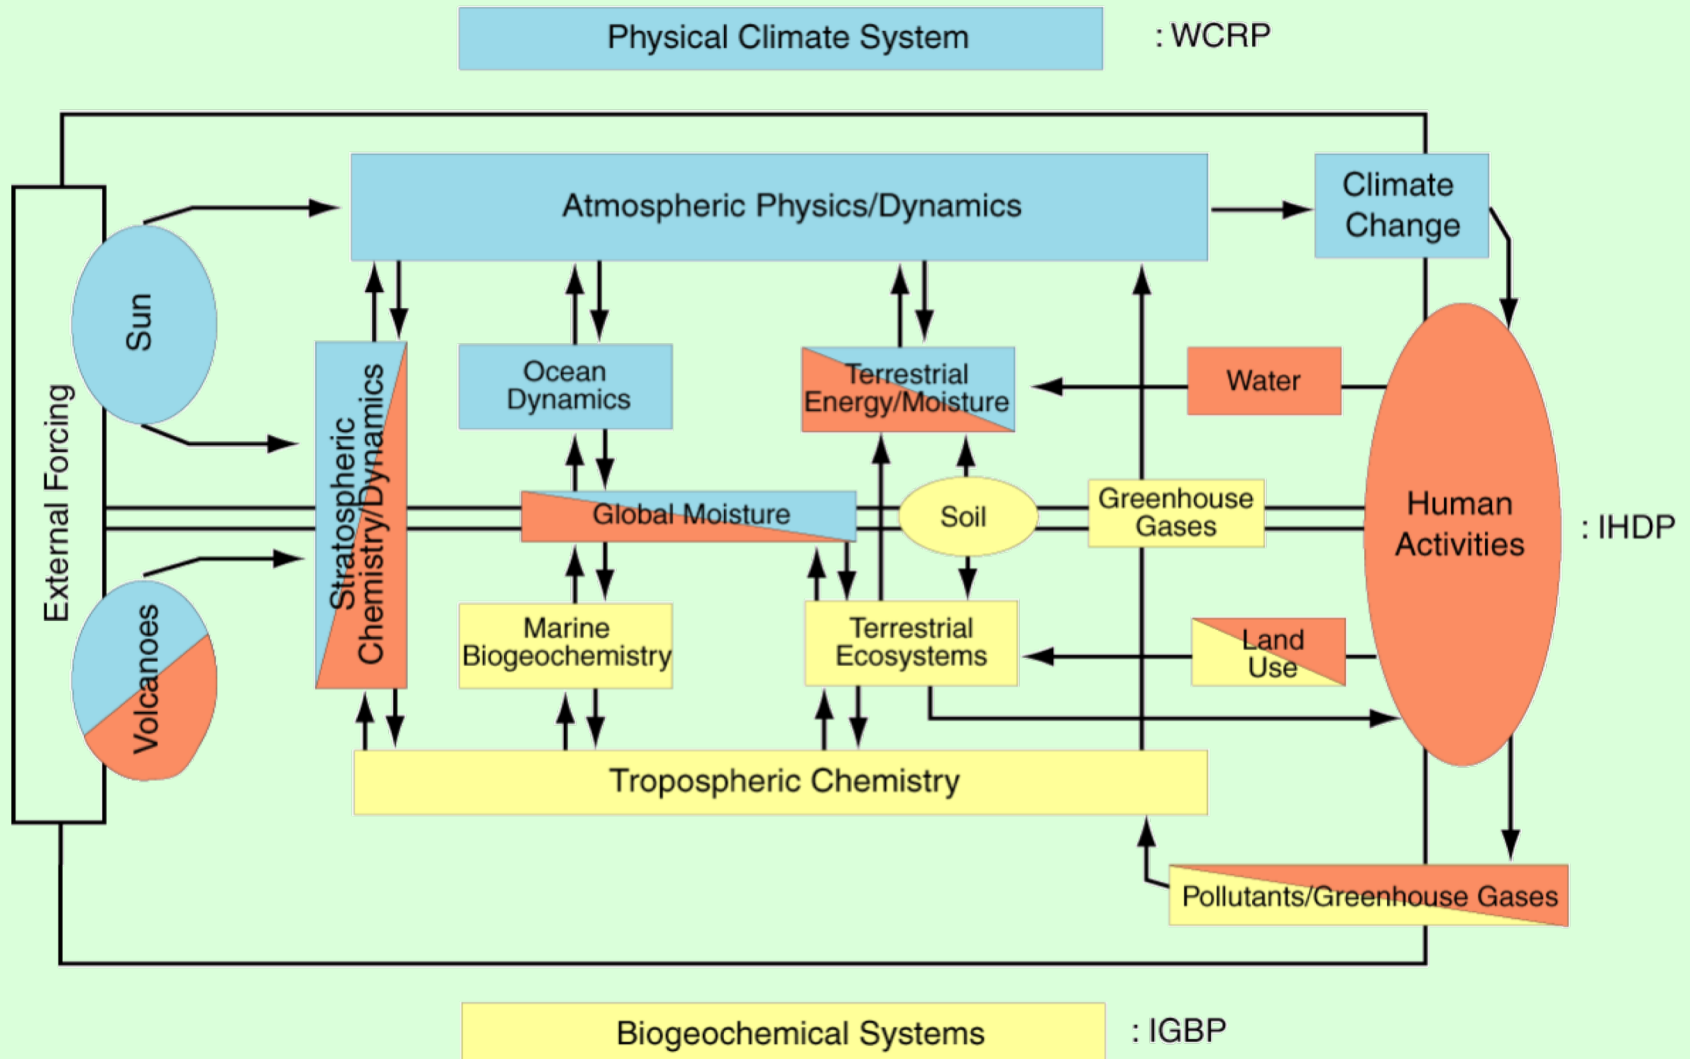 Physical Climate System
: WCRP
Atmospheric Physics/Dynamics
Climate
Change
Sun
External Forcing
Stratospheric
Chemistry/Dynamics
Ocean
Dynamics
Terrestrial
Energy/Moisture
Water
Global Moisture
Soil
Greenhouse
Gases
Human
Activities
: IHDP
Volcanoes
Marine
Biogeochemistry
Terrestrial
Ecosystems
Land
Use
Tropospheric Chemistry
Pollutants/Greenhouse Gases
Biogeochemical Systems
: IGBP